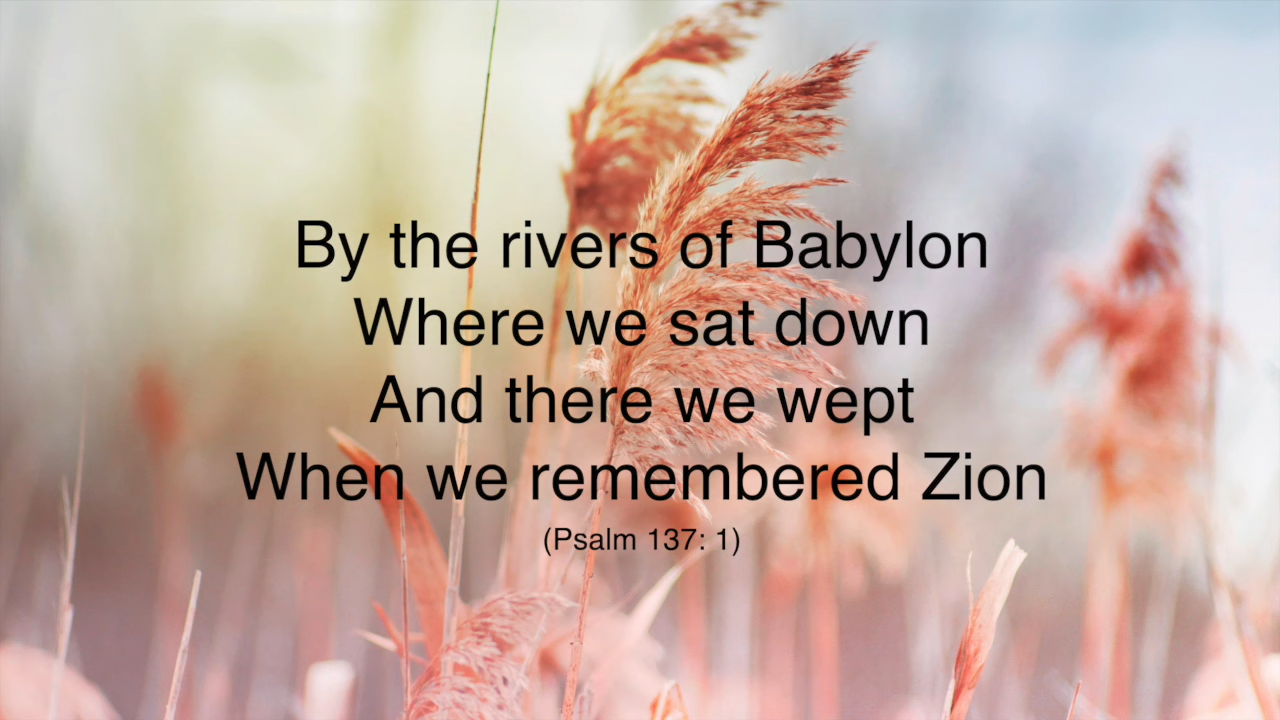 By the rivers of Babylon
Where we sat down
And there we wept
When we remembered Zion
(Psalm 137: 1)